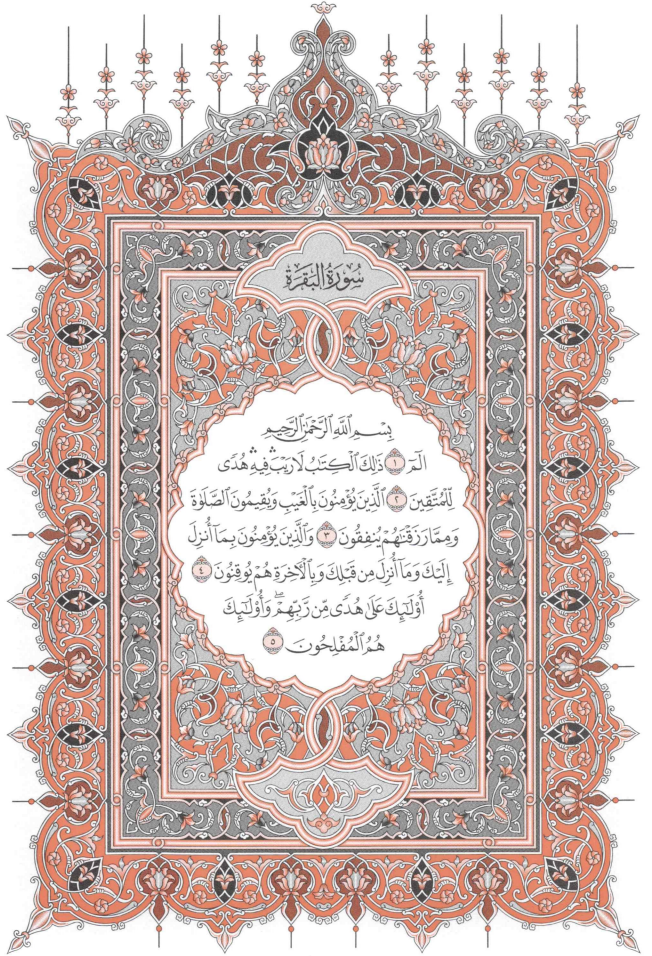 سُورَةُ البَقَرَةِ
بِسْمِ ٱللَّهِ ٱلرَّحْمَٰنِ ٱلرَّحِيمِ
الٓمٓ ١ ذَٰلِكَ ٱلْكِتَٰبُ لَا رَيْبَۛ فِيهِۛ هُدًى
لِّلْمُتَّقِينَ ٢ ٱلَّذِينَ يُؤْمِنُونَ بِٱلْغَيْبِ وَيُقِيمُونَ ٱلصَّلَوٰةَ
وَمِمَّا رَزَقْنَٰهُمْ يُنفِقُونَ ٣ وَٱلَّذِينَ يُؤْمِنُونَ بِمَآ أُنزِلَ
إِلَيْكَ وَمَآ أُنزِلَ مِن قَبْلِكَ وَبِٱلْأٓخِرَةِ هُمْ يُوقِنُونَ ٤
أُو۟لَٰٓئِكَ عَلَىٰ هُدًى مِّن رَّبِّهِمْۖ وَأُو۟لَٰٓئِكَ
هُمُ ٱلْمُفْلِحُونَ ٥